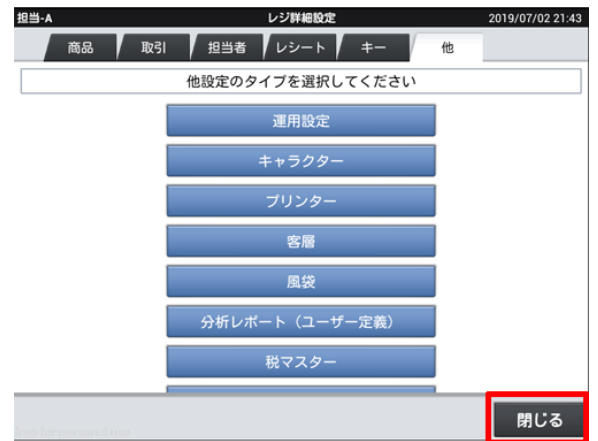 担当-A レジ詳細設定 2019/07/02 21:43
商品 取引 担当者 レシート キー 他
他設定のタイプを選択してください
運用設定
キャラクター
プリンター
客層
風袋
分析レポート（ユーザー定義）
税マスター
閉じる